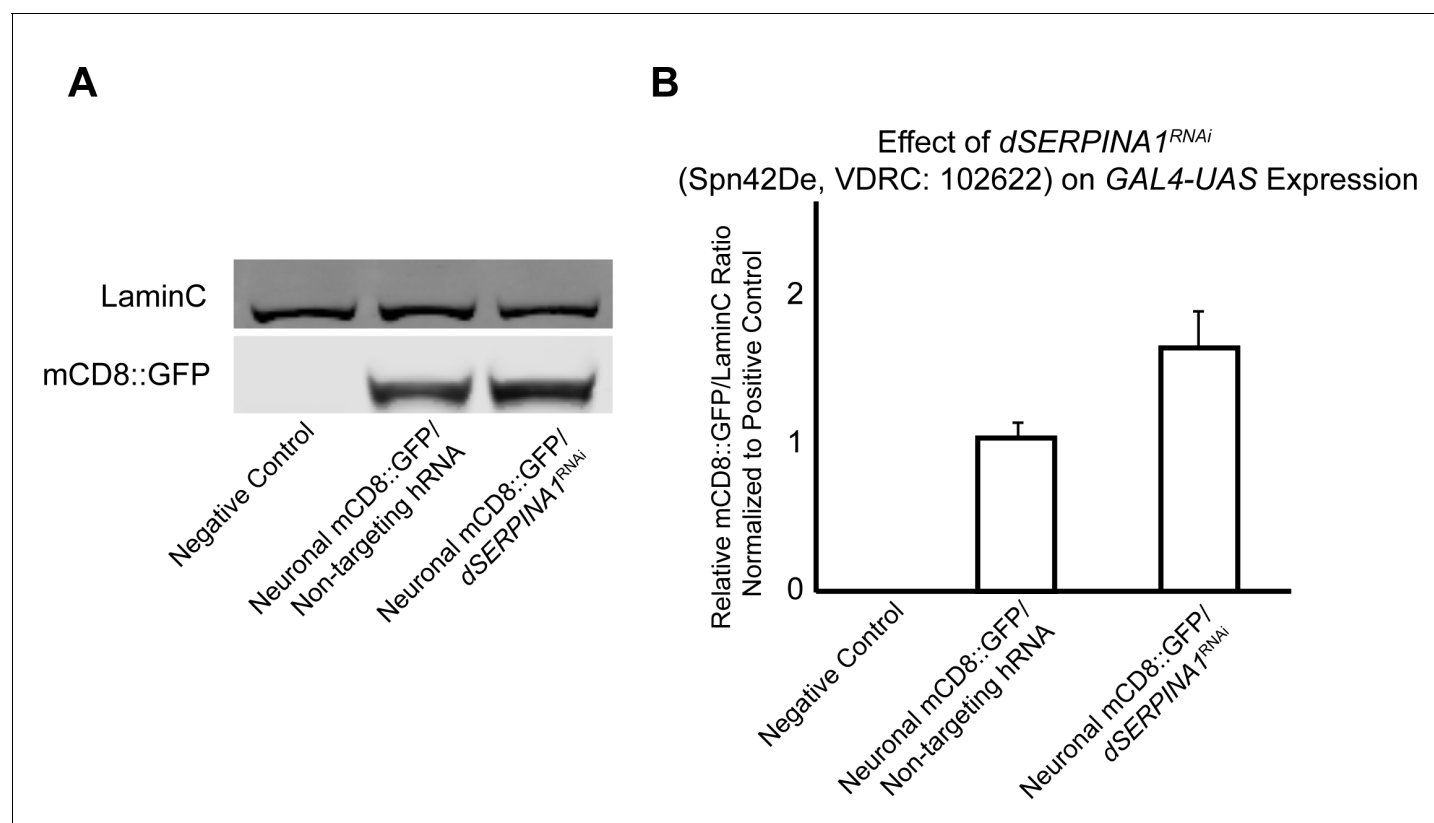 A
LaminC
mCD8::GFP
Negative Control
Neuronal mCD8::GFP/
Non-targeting hRNA
Neuronal mCD8::GFP/
dSERPINA1RNAi
B
Effect of dSERPINA1RNAi
(Spn42De, VDRC: 102622) on GAL4-UAS Expression
Relative mCD8::GFP/LaminC Ratio
Normalized to Positive Control
2
1
0
Negative Control
Neuronal mCD8::GFP/
Non-targeting hRNA
Neuronal mCD8::GFP/
dSERPINA1RNAi